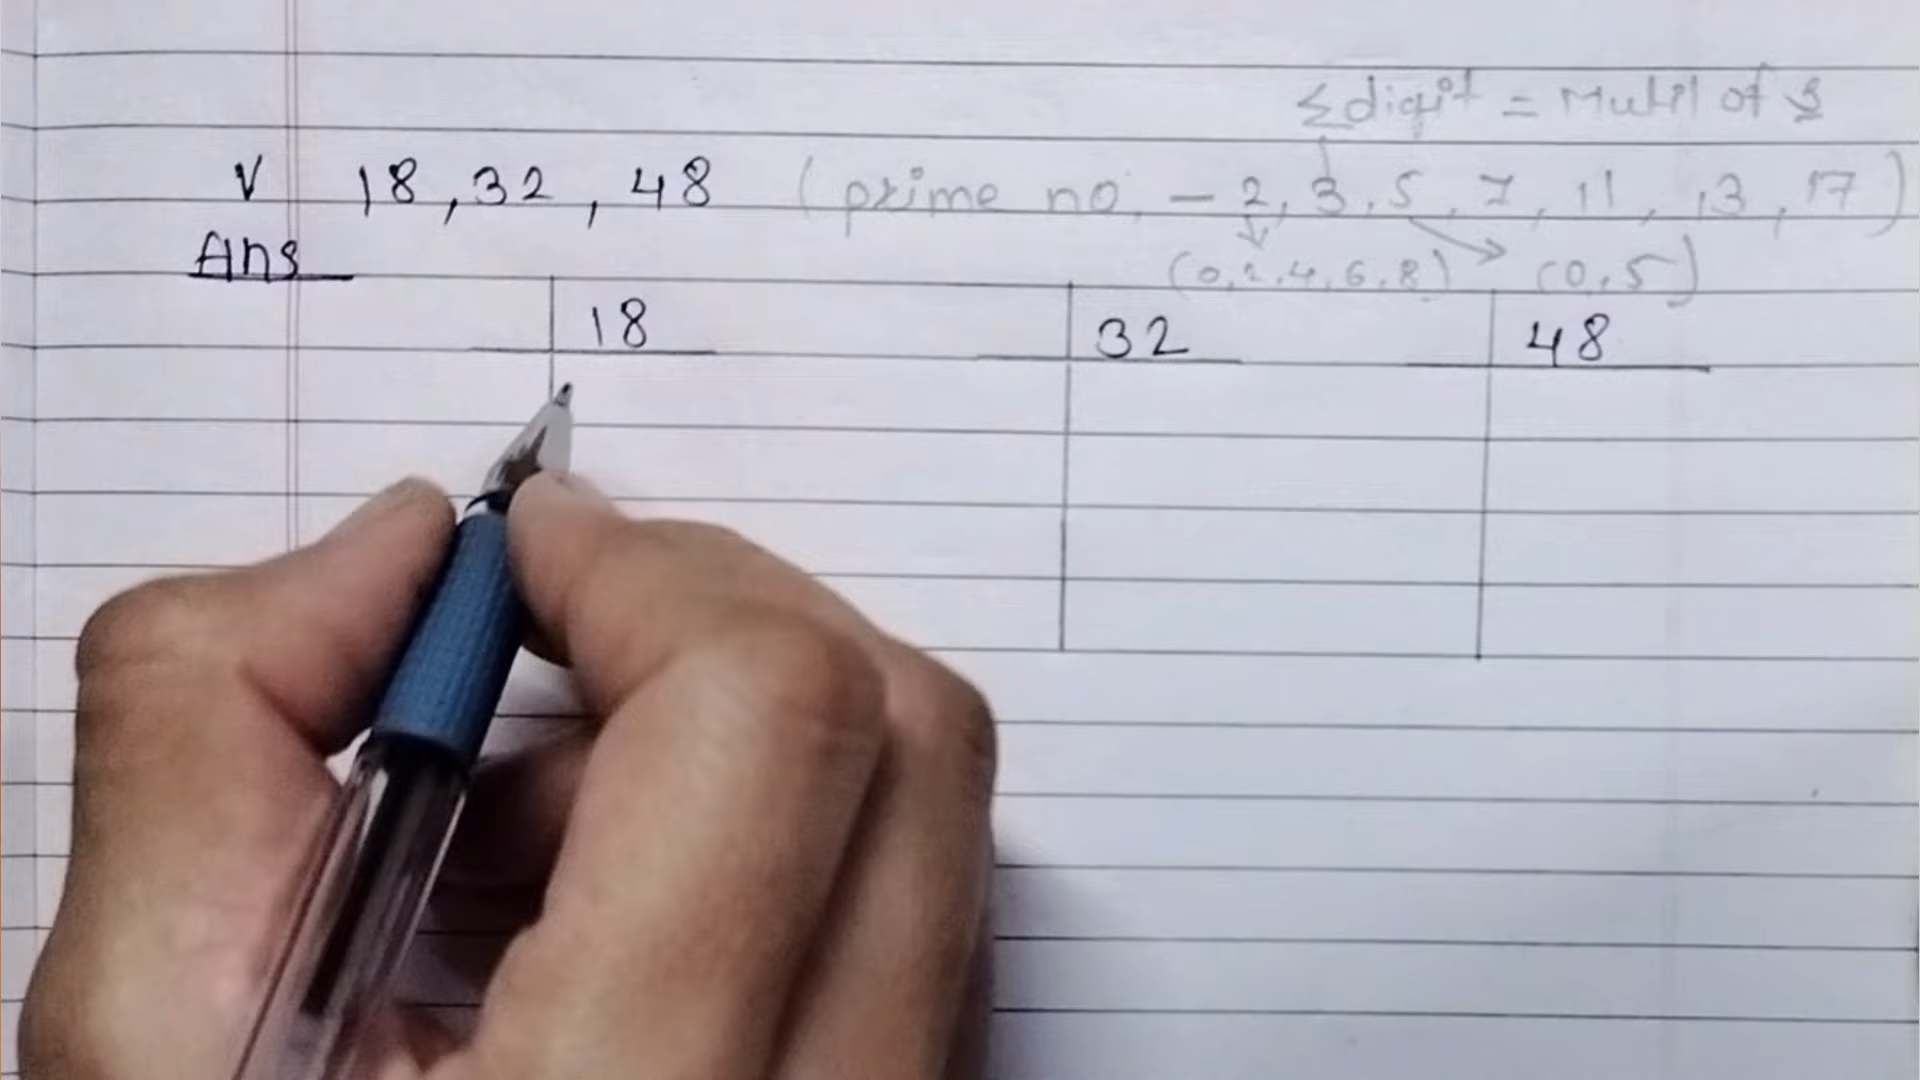 Σdigit = Multi of 3
V 18, 32, 48 (prime no. - 2, 3, 5, 7, 11, 13, 17)
Ans
(0,2,4,6,8) (0,5)
18 32 48